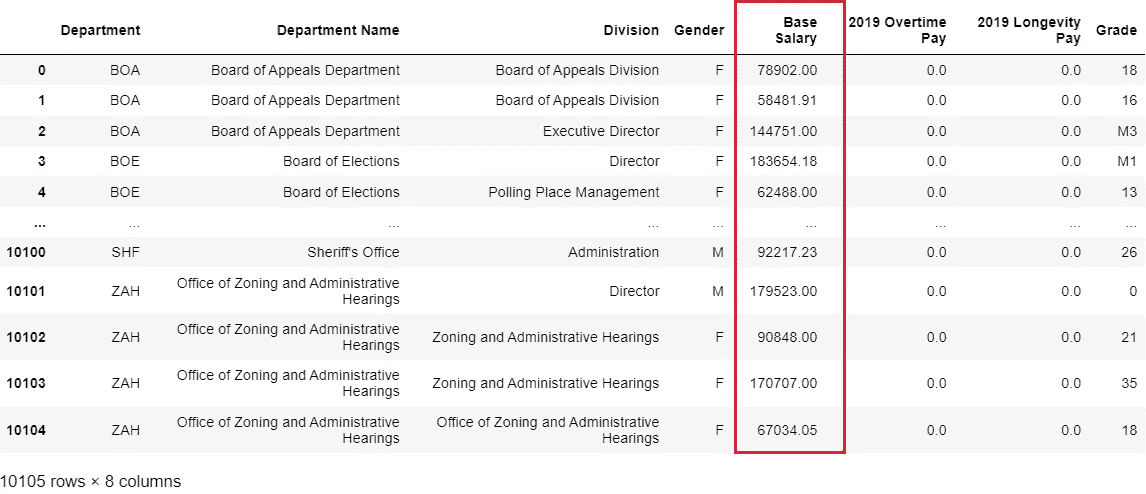 Department Department Name Division Gender Base Salary 2019 Overtime Pay 2019 Longevity Pay Grade
0 BOA Board of Appeals Department Board of Appeals Division F 78902.00 0.0 0.0 18
1 BOA Board of Appeals Department Board of Appeals Division F 58481.91 0.0 0.0 16
2 BOA Board of Appeals Department Executive Director F 144751.00 0.0 0.0 M3
3 BOE Board of Elections Director F 183654.18 0.0 0.0 M1
4 BOE Board of Elections Polling Place Management F 62488.00 0.0 0.0 13
... ... ... ... ... ... ... ... ...
10100 SHF Sheriff's Office Administration M 92217.23 0.0 0.0 26
10101 ZAH Office of Zoning and Administrative Hearings Director M 179523.00 0.0 0.0 0
10102 ZAH Office of Zoning and Administrative Hearings Zoning and Administrative Hearings F 90848.00 0.0 0.0 21
10103 ZAH Office of Zoning and Administrative Hearings Zoning and Administrative Hearings F 170707.00 0.0 0.0 35
10104 ZAH Office of Zoning and Administrative Hearings Office of Zoning and Administrative Hearings F 67034.05 0.0 0.0 18
10105 rows × 8 columns